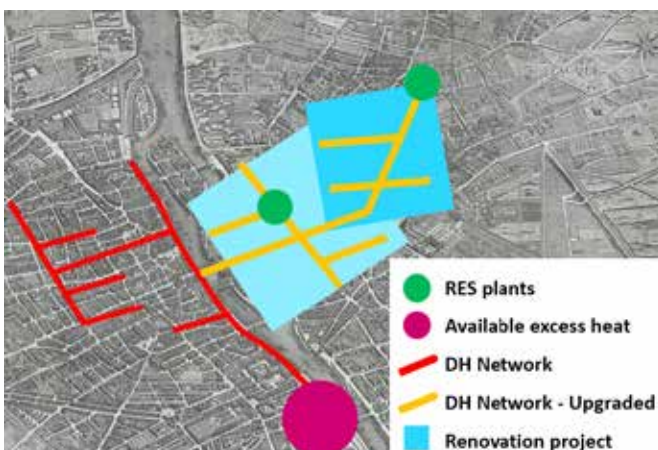 RES plants
Available excess heat
DH Network
DH Network - Upgraded
Renovation project